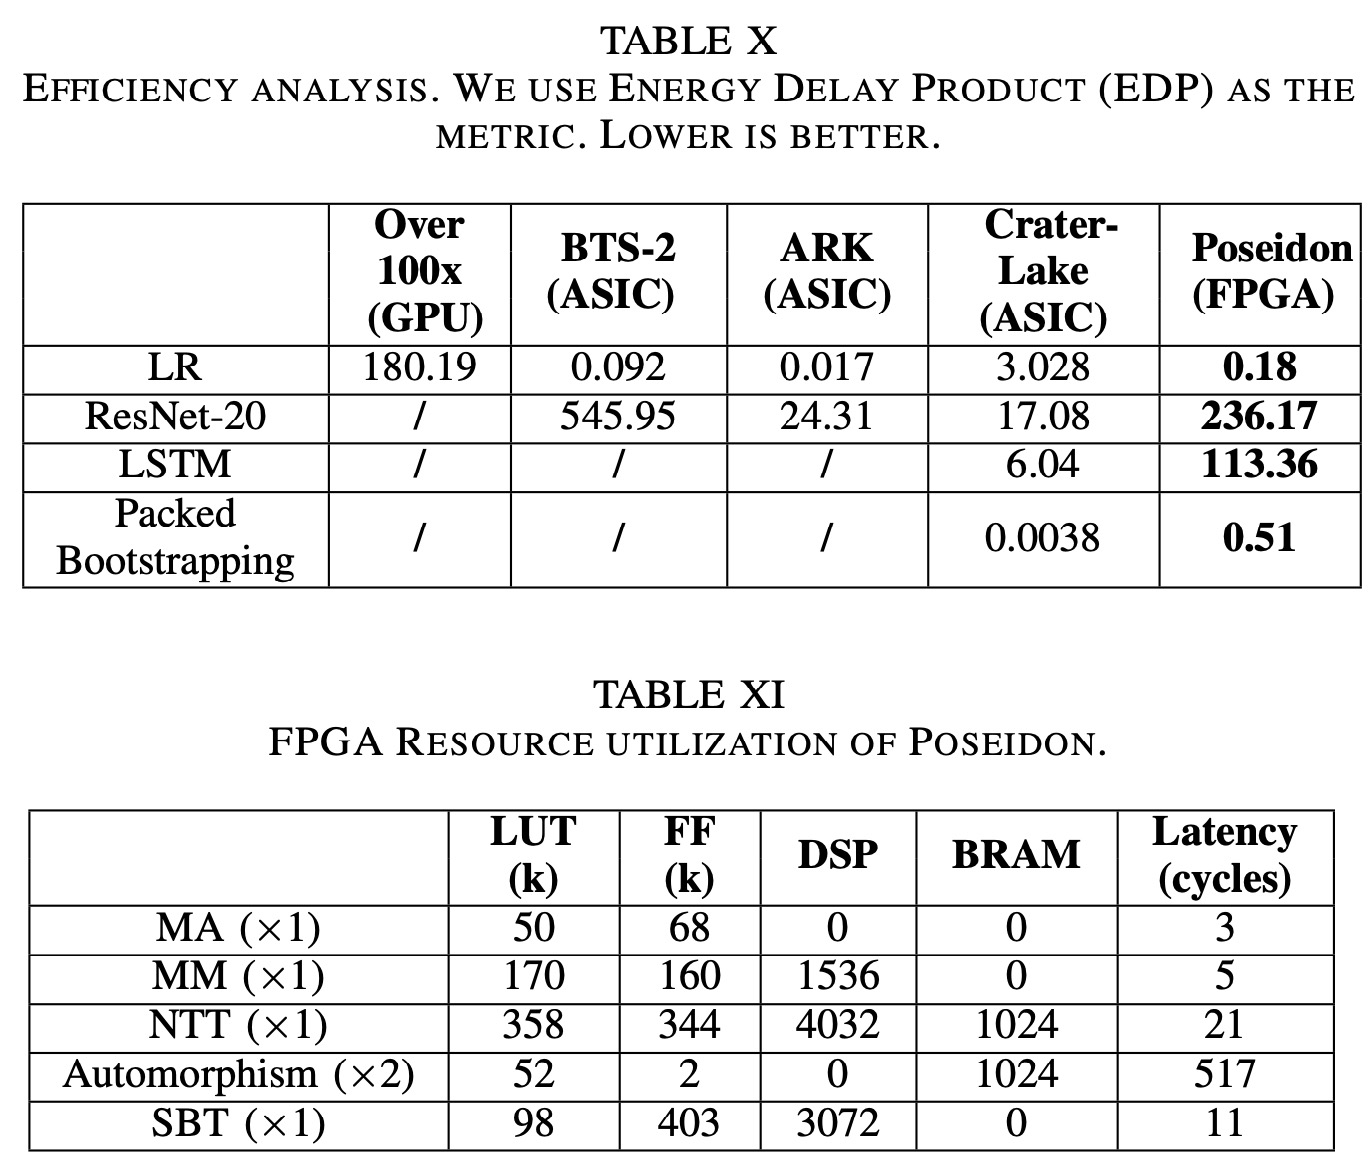 TABLE X
EFFICIENCY ANALYSIS. WE USE ENERGY DELAY PRODUCT (EDP) AS THE
METRIC. LOWER IS BETTER.
Over 100x (GPU) BTS-2 (ASIC) ARK (ASIC) Crater-Lake (ASIC) Poseidon (FPGA)
LR 180.19 0.092 0.017 3.028 0.18
ResNet-20 / 545.95 24.31 17.08 236.17
LSTM / / / 6.04 113.36
Packed Bootstrapping / / / 0.0038 0.51
TABLE XI
FPGA RESOURCE UTILIZATION OF POSEIDON.
LUT (k) FF (k) DSP BRAM Latency (cycles)
MA (×1) 50 68 0 0 3
MM (×1) 170 160 1536 0 5
NTT (×1) 358 344 4032 1024 21
Automorphism (×2) 52 2 0 1024 517
SBT (×1) 98 403 3072 0 11